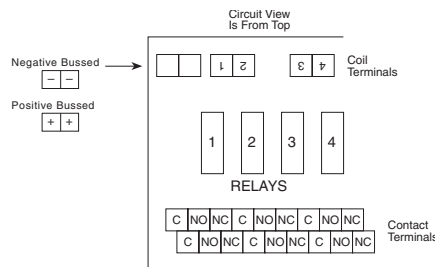 Circuit View
Is From Top
Negative Bussed
– –
Positive Bussed
+ +
1 2
3 4
Coil
Terminals
1 2 3 4
RELAYS
C NO NC C NO NC C NO NC
C NO NC C NO NC C NO NC
Contact
Terminals